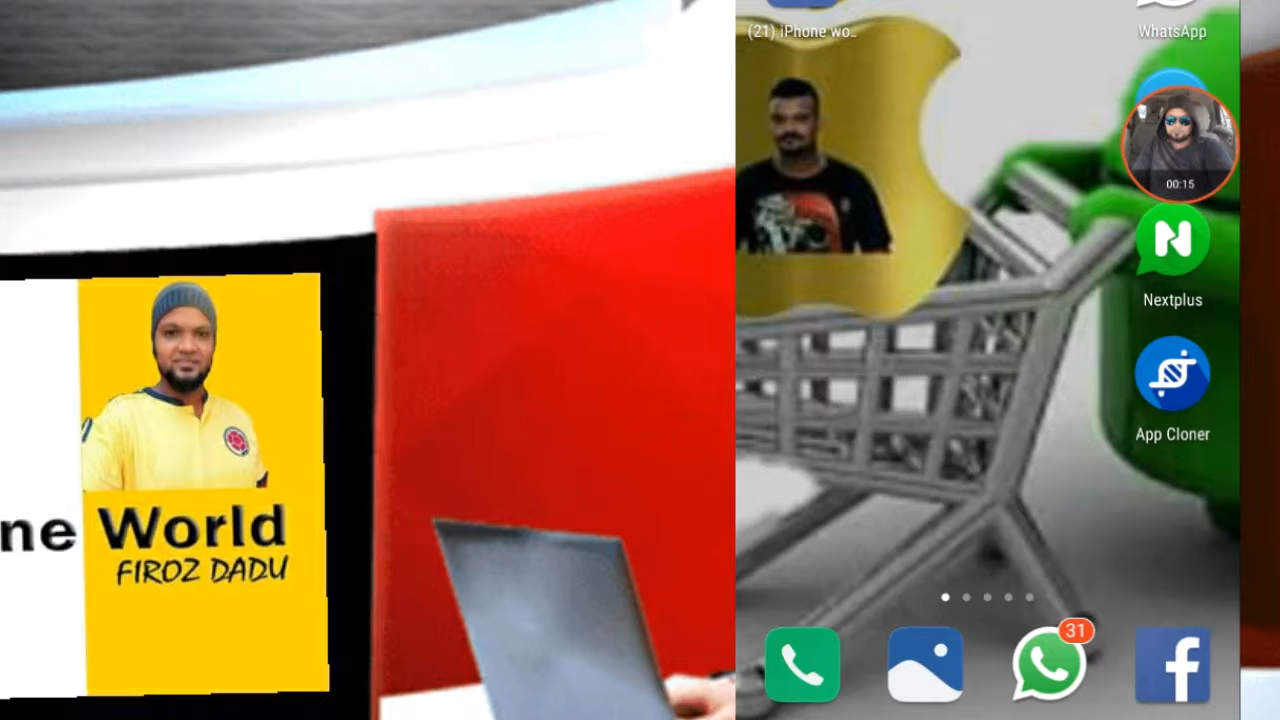 ne World
FIROZ DADU
(21) iPhone wo..
WhatsApp
00:15
Nextplus
App Cloner
31